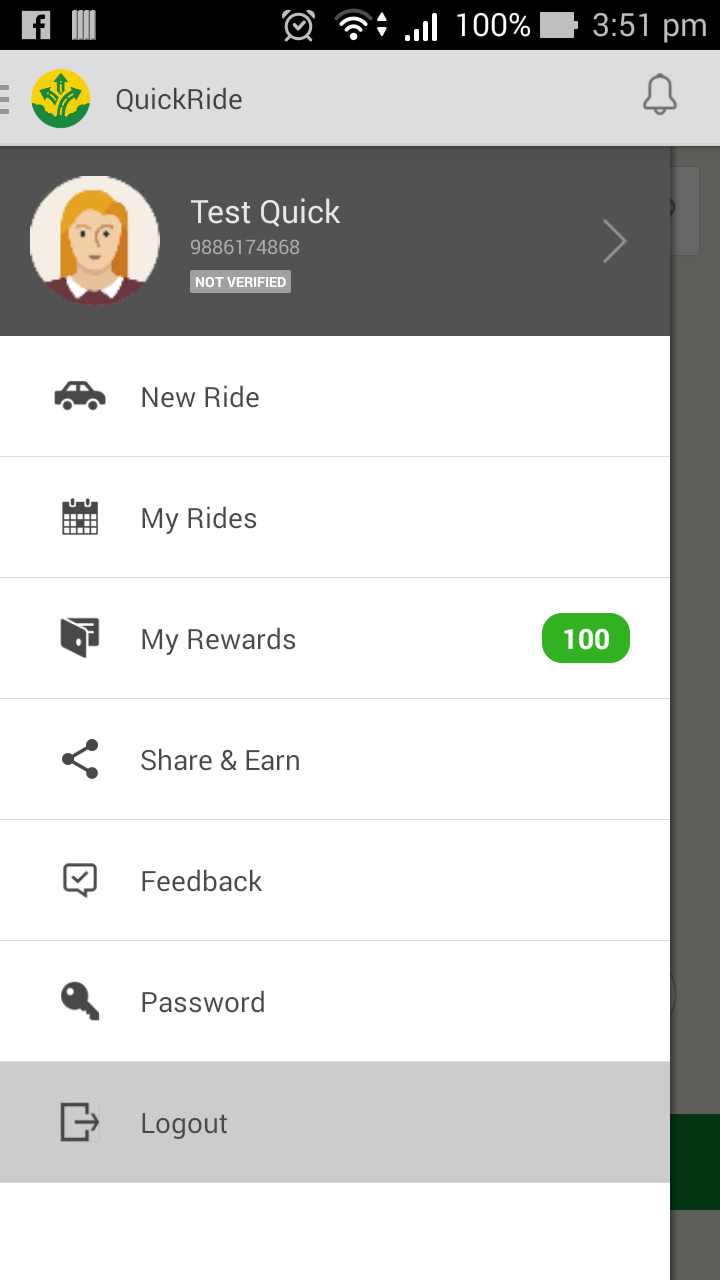 100% 3:51 pm
QuickRide
Test Quick
9886174868
NOT VERIFIED
New Ride
My Rides
My Rewards 100
Share & Earn
Feedback
Password
Logout